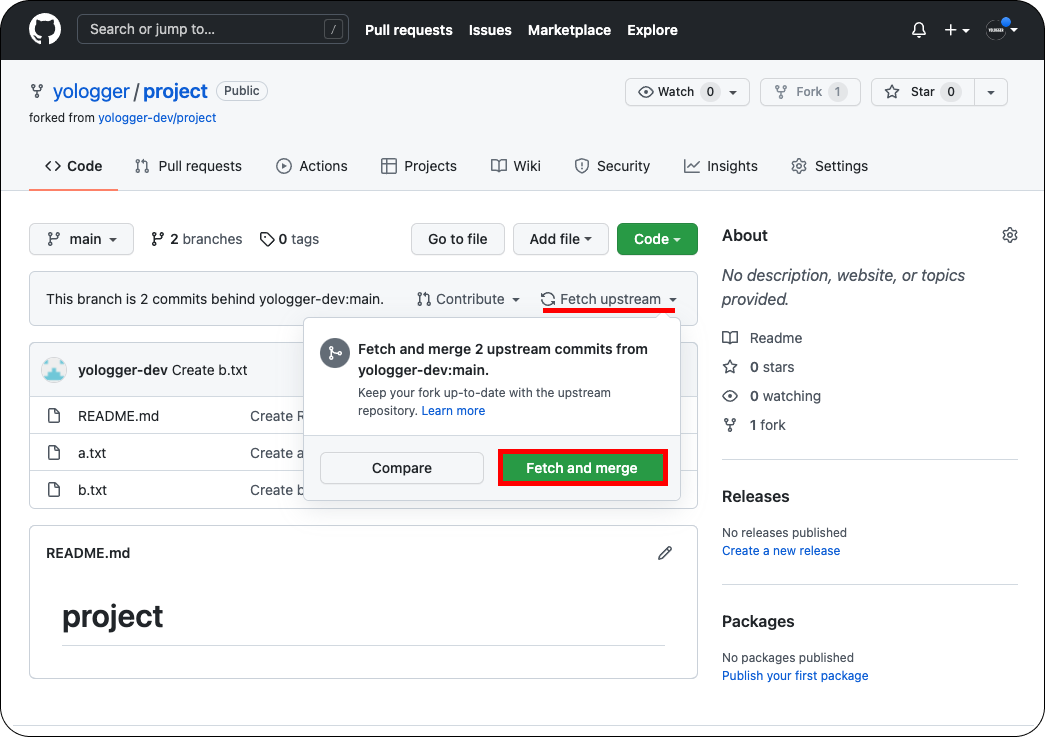 Search or jump to... / Pull requests Issues Marketplace Explore
yologger / project Public Watch 0 Fork 1 Star 0
forked from yologger-dev/project
Code Pull requests Actions Projects Wiki Security Insights Settings
main 2 branches 0 tags Go to file Add file Code
This branch is 2 commits behind yologger-dev:main. Contribute Fetch upstream
Fetch and merge 2 upstream commits from
yologger-dev:main.
Keep your fork up-to-date with the upstream
repository. Learn more
Compare Fetch and merge
yologger-dev Create b.txt
README.md Create R
a.txt Create a
b.txt Create b
README.md
project
About
No description, website, or topics
provided.
Readme
0 stars
0 watching
1 fork
Releases
No releases published
Create a new release
Packages
No packages published
Publish your first package